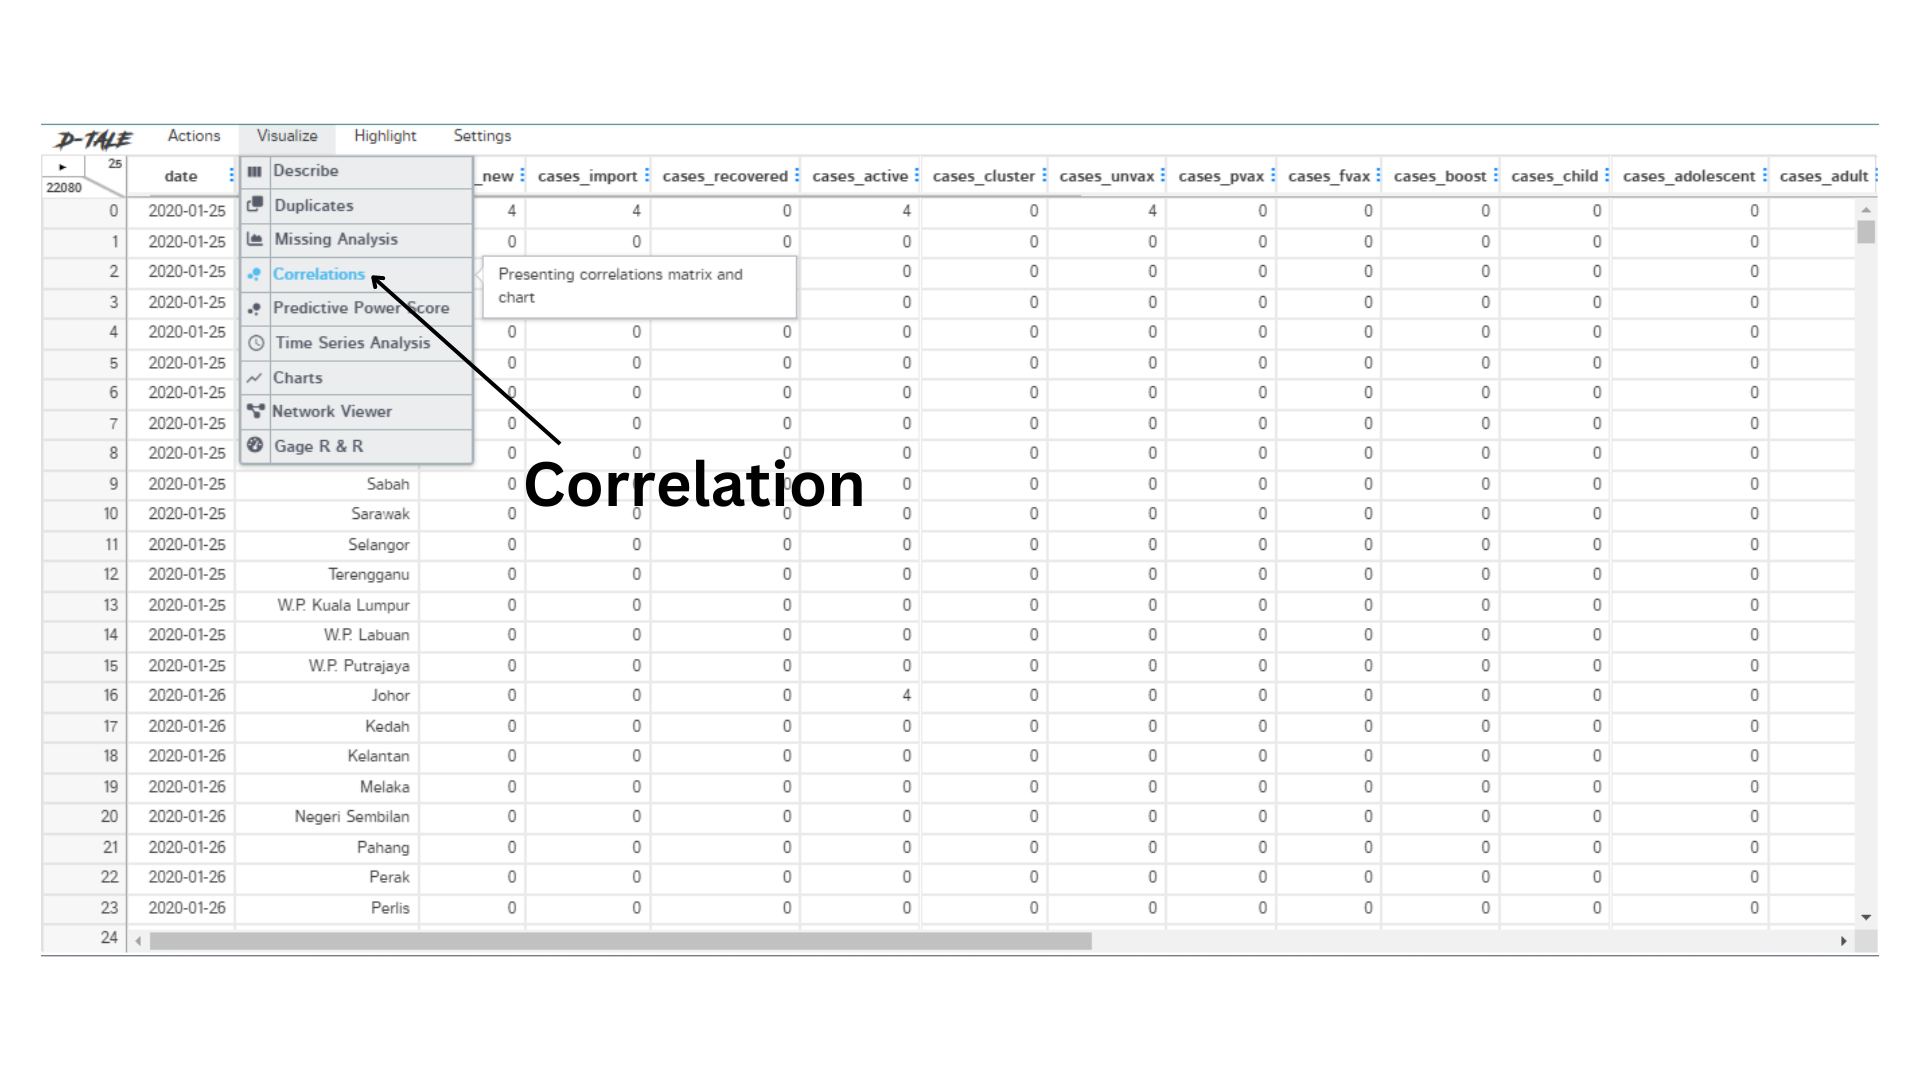 D-TALE Actions Visualize Highlight Settings
25
22080
date _new cases_import cases_recovered cases_active cases_cluster cases_unvax cases_pvax cases_fvax cases_boost cases_child cases_adolescent cases_adult
Describe
Duplicates
Missing Analysis
Correlations
Predictive Power Score
Time Series Analysis
Charts
Network Viewer
Gage R & R
Presenting correlations matrix and
chart
Correlation
0 2020-01-25 4 4 0 4 0 4 0 0 0 0 0
1 2020-01-25 0 0 0 0 0 0 0 0 0 0 0
2 2020-01-25 0 0 0 0 0 0 0 0
3 2020-01-25 0 0 0 0 0 0 0 0
4 2020-01-25 0 0 0 0 0 0 0 0 0 0 0
5 2020-01-25 0 0 0 0 0 0 0 0 0 0 0
6 2020-01-25 0 0 0 0 0 0 0 0 0 0 0
7 2020-01-25 0 0 0 0 0 0 0 0 0 0 0
8 2020-01-25 0 0 0 0 0 0 0 0 0 0 0
9 2020-01-25 Sabah 0 0 0 0 0 0 0 0 0 0
10 2020-01-25 Sarawak 0 0 0 0 0 0 0 0 0 0 0
11 2020-01-25 Selangor 0 0 0 0 0 0 0 0 0 0 0
12 2020-01-25 Terengganu 0 0 0 0 0 0 0 0 0 0 0
13 2020-01-25 W.P. Kuala Lumpur 0 0 0 0 0 0 0 0 0 0 0
14 2020-01-25 W.P. Labuan 0 0 0 0 0 0 0 0 0 0 0
15 2020-01-25 W.P. Putrajaya 0 0 0 0 0 0 0 0 0 0 0
16 2020-01-26 Johor 0 0 0 4 0 0 0 0 0 0 0
17 2020-01-26 Kedah 0 0 0 0 0 0 0 0 0 0 0
18 2020-01-26 Kelantan 0 0 0 0 0 0 0 0 0 0 0
19 2020-01-26 Melaka 0 0 0 0 0 0 0 0 0 0 0
20 2020-01-26 Negeri Sembilan 0 0 0 0 0 0 0 0 0 0 0
21 2020-01-26 Pahang 0 0 0 0 0 0 0 0 0 0 0
22 2020-01-26 Perak 0 0 0 0 0 0 0 0 0 0 0
23 2020-01-26 Perlis 0 0 0 0 0 0 0 0 0 0 0
24